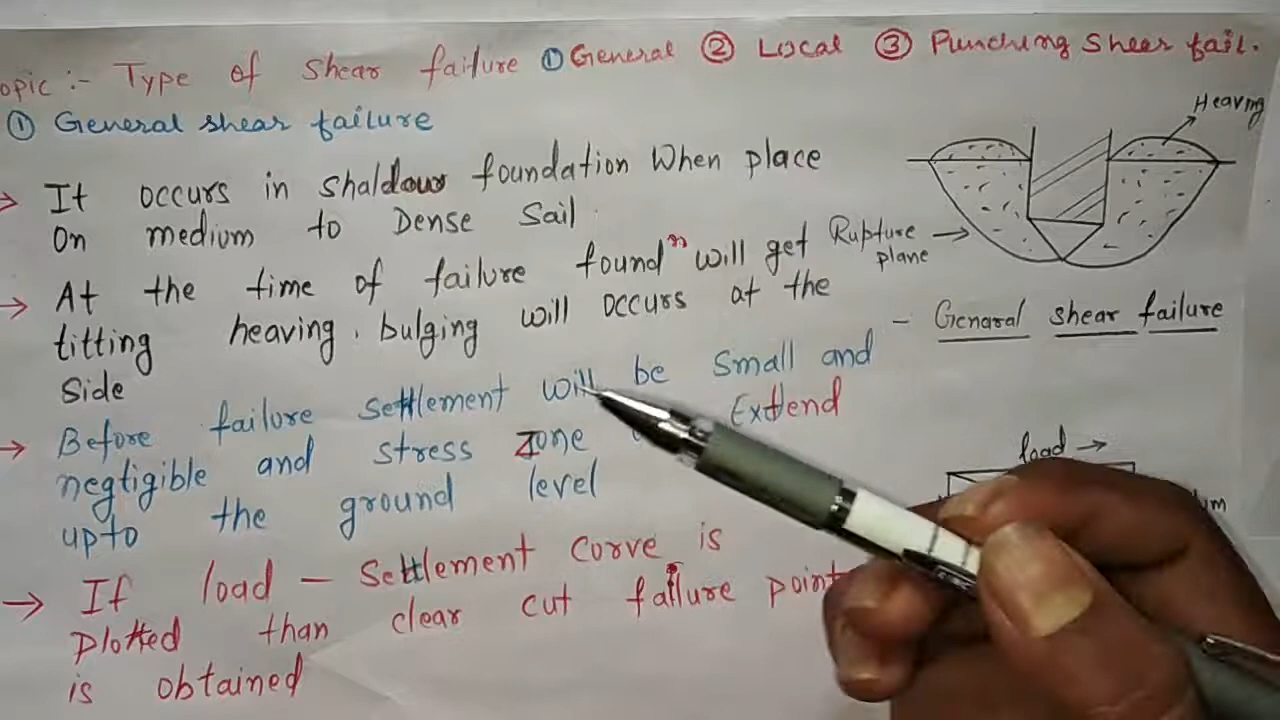 opic :- Type of shear failure ① General ② Local ③ Punching shear fail.
① General shear failure
→ It occurs in shallow foundation When place
On medium to Dense Sail
→ At the time of failure found^n will get
titting heaving, bulging will occurs at the
Side
→ Before failure settlement will be small and
negtigible and stress zone Exttend
upto the ground level
→ If load - Settlement Corve is
plotted than clear cut failure point
is obtained
Heaving
Rupture
plane
- Genaral shear failure
load →
um